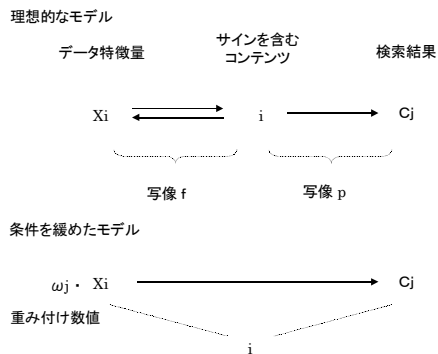 理想的なモデル
データ特徴量
サインを含む
コンテンツ
検索結果
Xi
i
Cj
写像 f
写像 p
条件を緩めたモデル
ωj・ Xi
Cj
重み付け数値
i